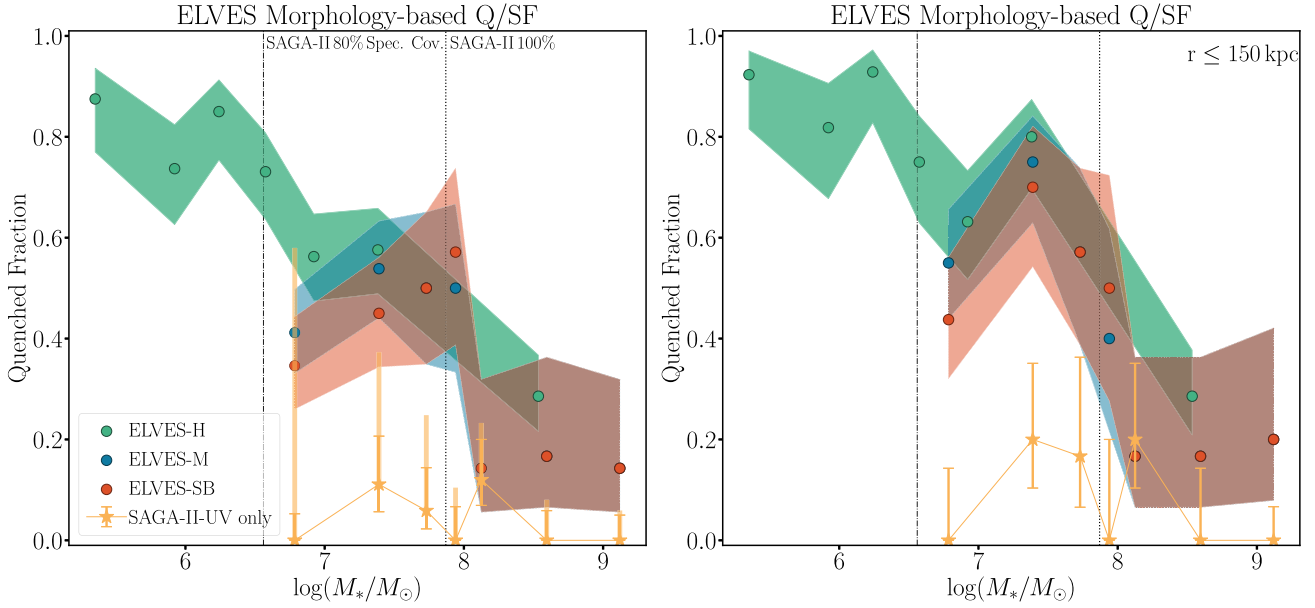 ELVES Morphology-based Q/SF
SAGA-II 80% Spec. Cov.
SAGA-II 100%
1.0
0.8
0.6
0.4
0.2
0.0
Quenched Fraction
ELVES-H
ELVES-M
ELVES-SB
SAGA-II-UV only
6
7
8
9
log(M*/M⊙)
ELVES Morphology-based Q/SF
r ≤ 150 kpc
1.0
0.8
0.6
0.4
0.2
0.0
Quenched Fraction
6
7
8
9
log(M*/M⊙)